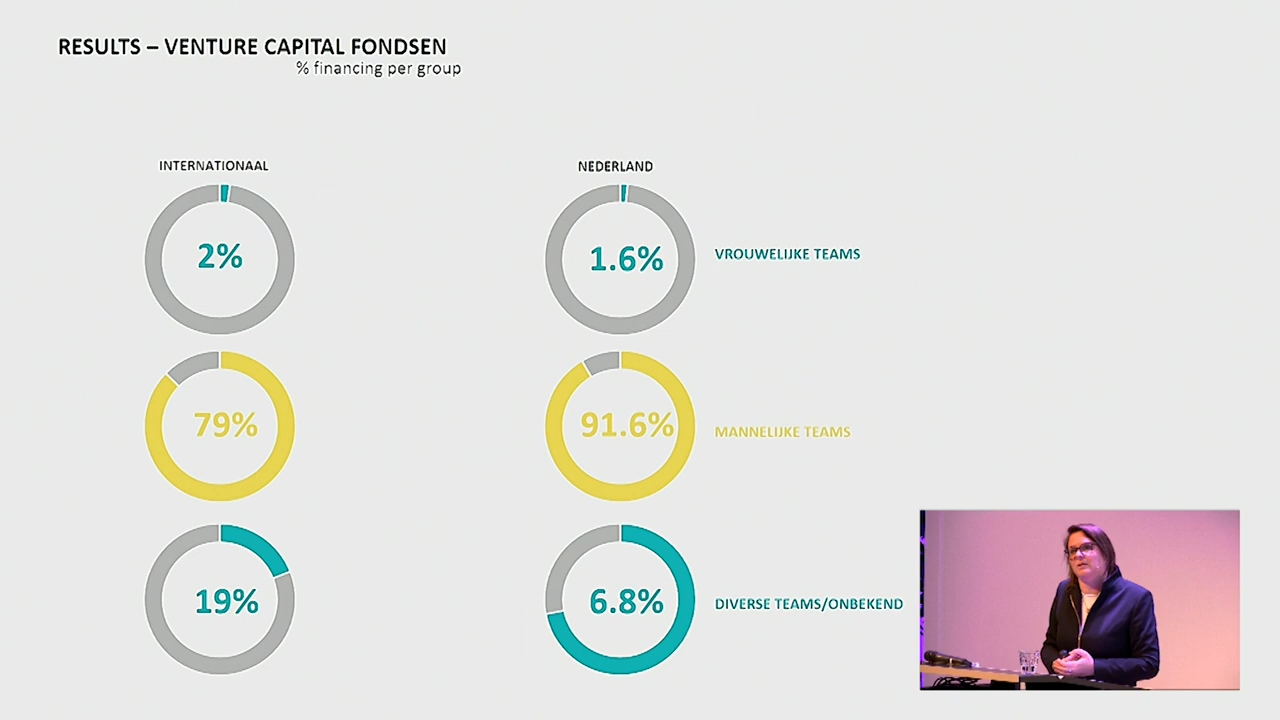 RESULTS – VENTURE CAPITAL FONDSEN
% financing per group
INTERNATIONAAL
NEDERLAND
2%
1.6%
VROUWELIJKE TEAMS
79%
91.6%
MANNELIJKE TEAMS
19%
6.8%
DIVERSE TEAMS/ONBEKEND